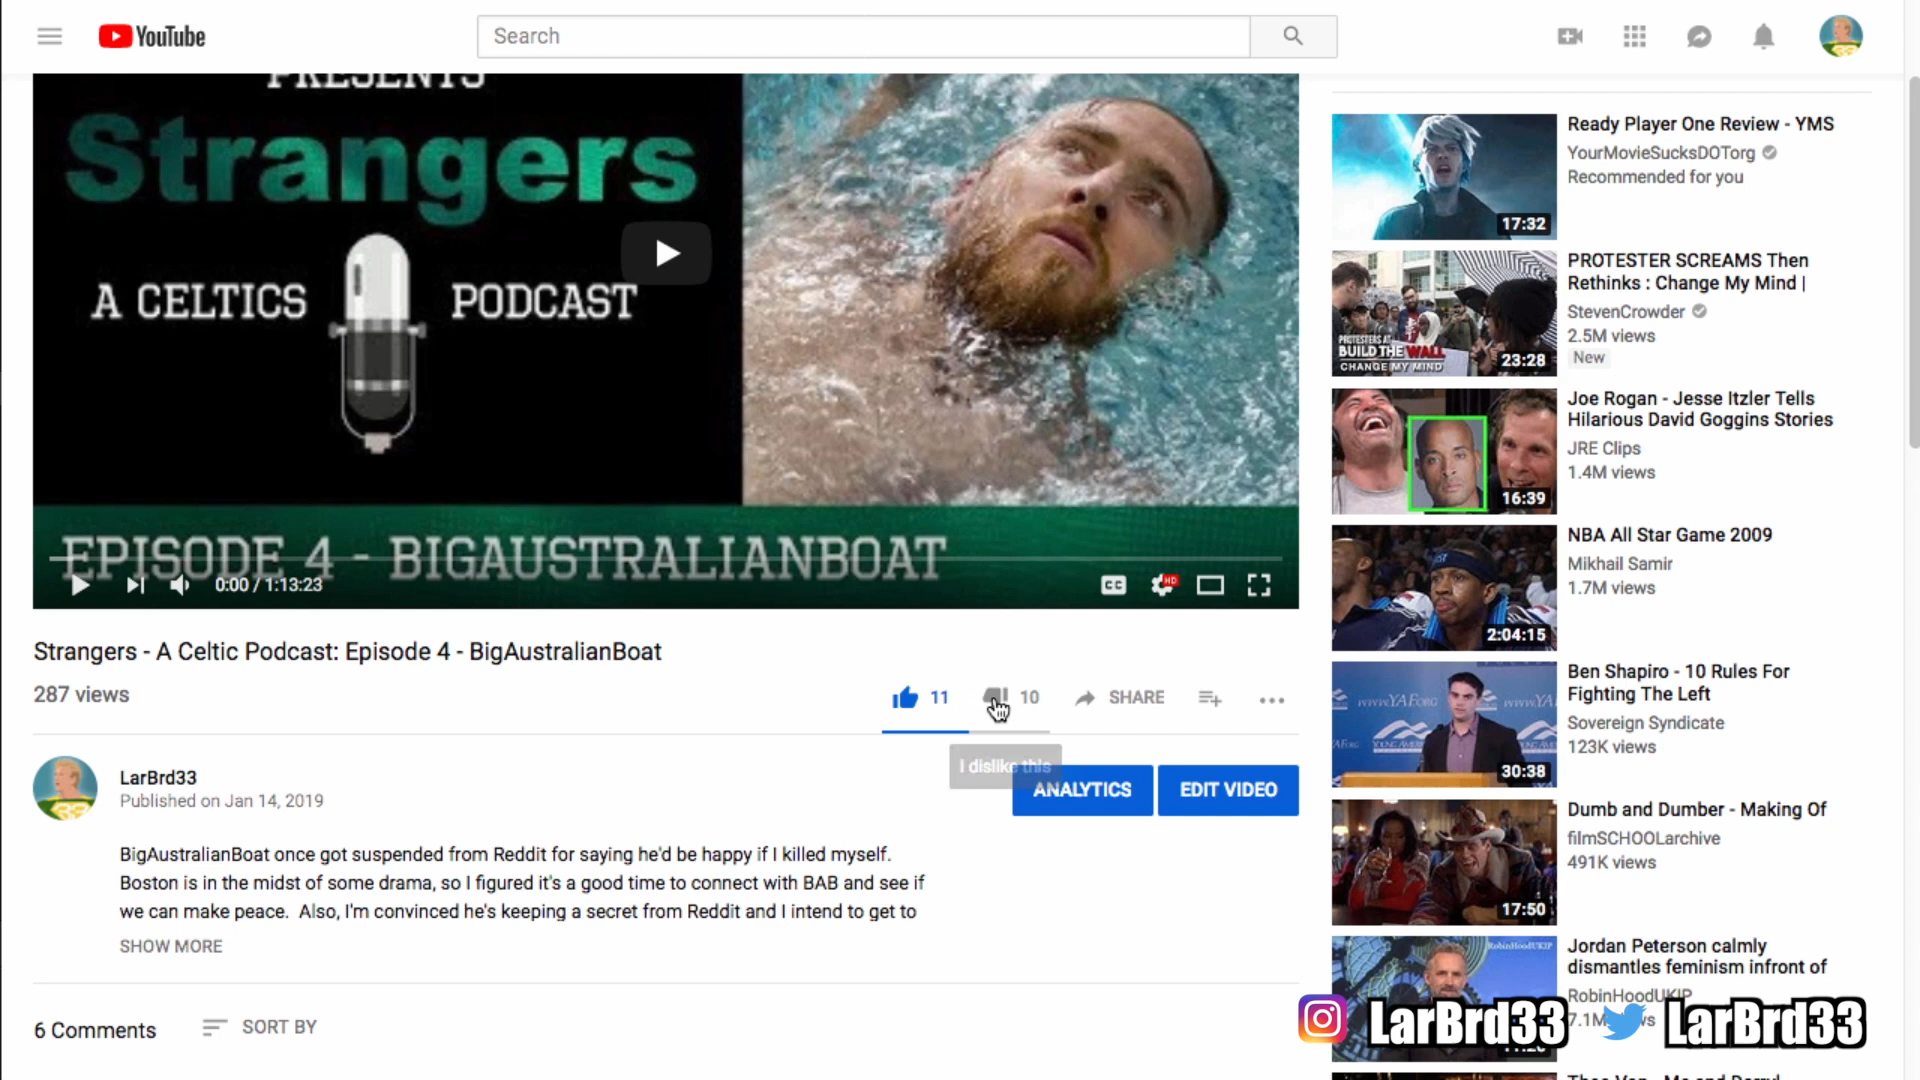 YouTube
Search
PRESENTS
Strangers
A CELTICS PODCAST
EPISODE 4 - BIGAUSTRALIANBOAT
0:00 / 1:13:23
CC
HD
Strangers - A Celtic Podcast: Episode 4 - BigAustralianBoat
287 views
11
10
SHARE
I dislike this
ANALYTICS
EDIT VIDEO
LarBrd33
Published on Jan 14, 2019
BigAustralianBoat once got suspended from Reddit for saying he'd be happy if I killed myself.
Boston is in the midst of some drama, so I figured it's a good time to connect with BAB and see if
we can make peace. Also, I'm convinced he's keeping a secret from Reddit and I intend to get to
SHOW MORE
6 Comments
SORT BY
17:32
Ready Player One Review - YMS
YourMovieSucksDOTorg
Recommended for you
PROTESTERS AT
BUILD THE WALL
CHANGE MY MIND
23:28
PROTESTER SCREAMS Then
Rethinks : Change My Mind |
StevenCrowder
2.5M views
New
16:39
Joe Rogan - Jesse Itzler Tells
Hilarious David Goggins Stories
JRE Clips
1.4M views
2:04:15
NBA All Star Game 2009
Mikhail Samir
1.7M views
30:38
Ben Shapiro - 10 Rules For
Fighting The Left
Sovereign Syndicate
123K views
17:50
Dumb and Dumber - Making Of
filmSCHOOLarchive
491K views
RobinHoodUKIP
Jordan Peterson calmly
dismantles feminism infront of
RobinHoodUKIP
7.1M
LarBrd33
LarBrd33